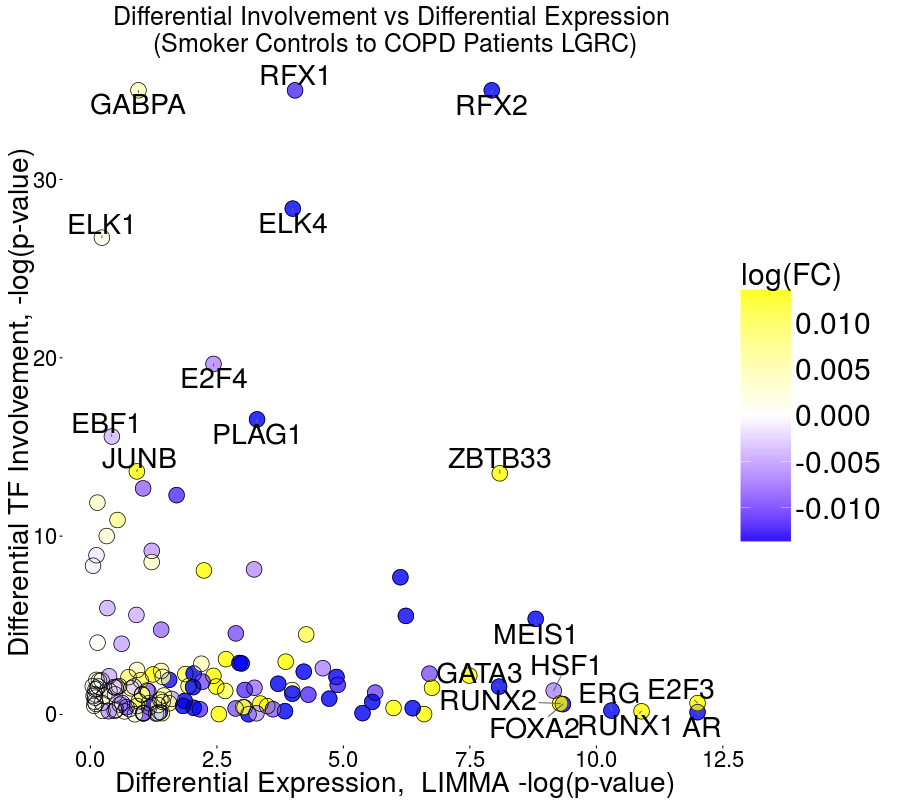 Differential Involvement vs Differential Expression
(Smoker Controls to COPD Patients LGRC)
RFX1
GABPA
RFX2
30
ELK1
ELK4
log(FC)
0.010
0.005
0.000
-0.005
-0.010
20
E2F4
EBF1
PLAG1
JUNB
ZBTB33
10
MEIS1
GATA3
HSF1
RUNX2
ERG
E2F3
FOXA2
RUNX1
AR
0
0.0
2.5
5.0
7.5
10.0
12.5
Differential Expression, LIMMA -log(p-value)
Differential TF Involvement, -log(p-value)